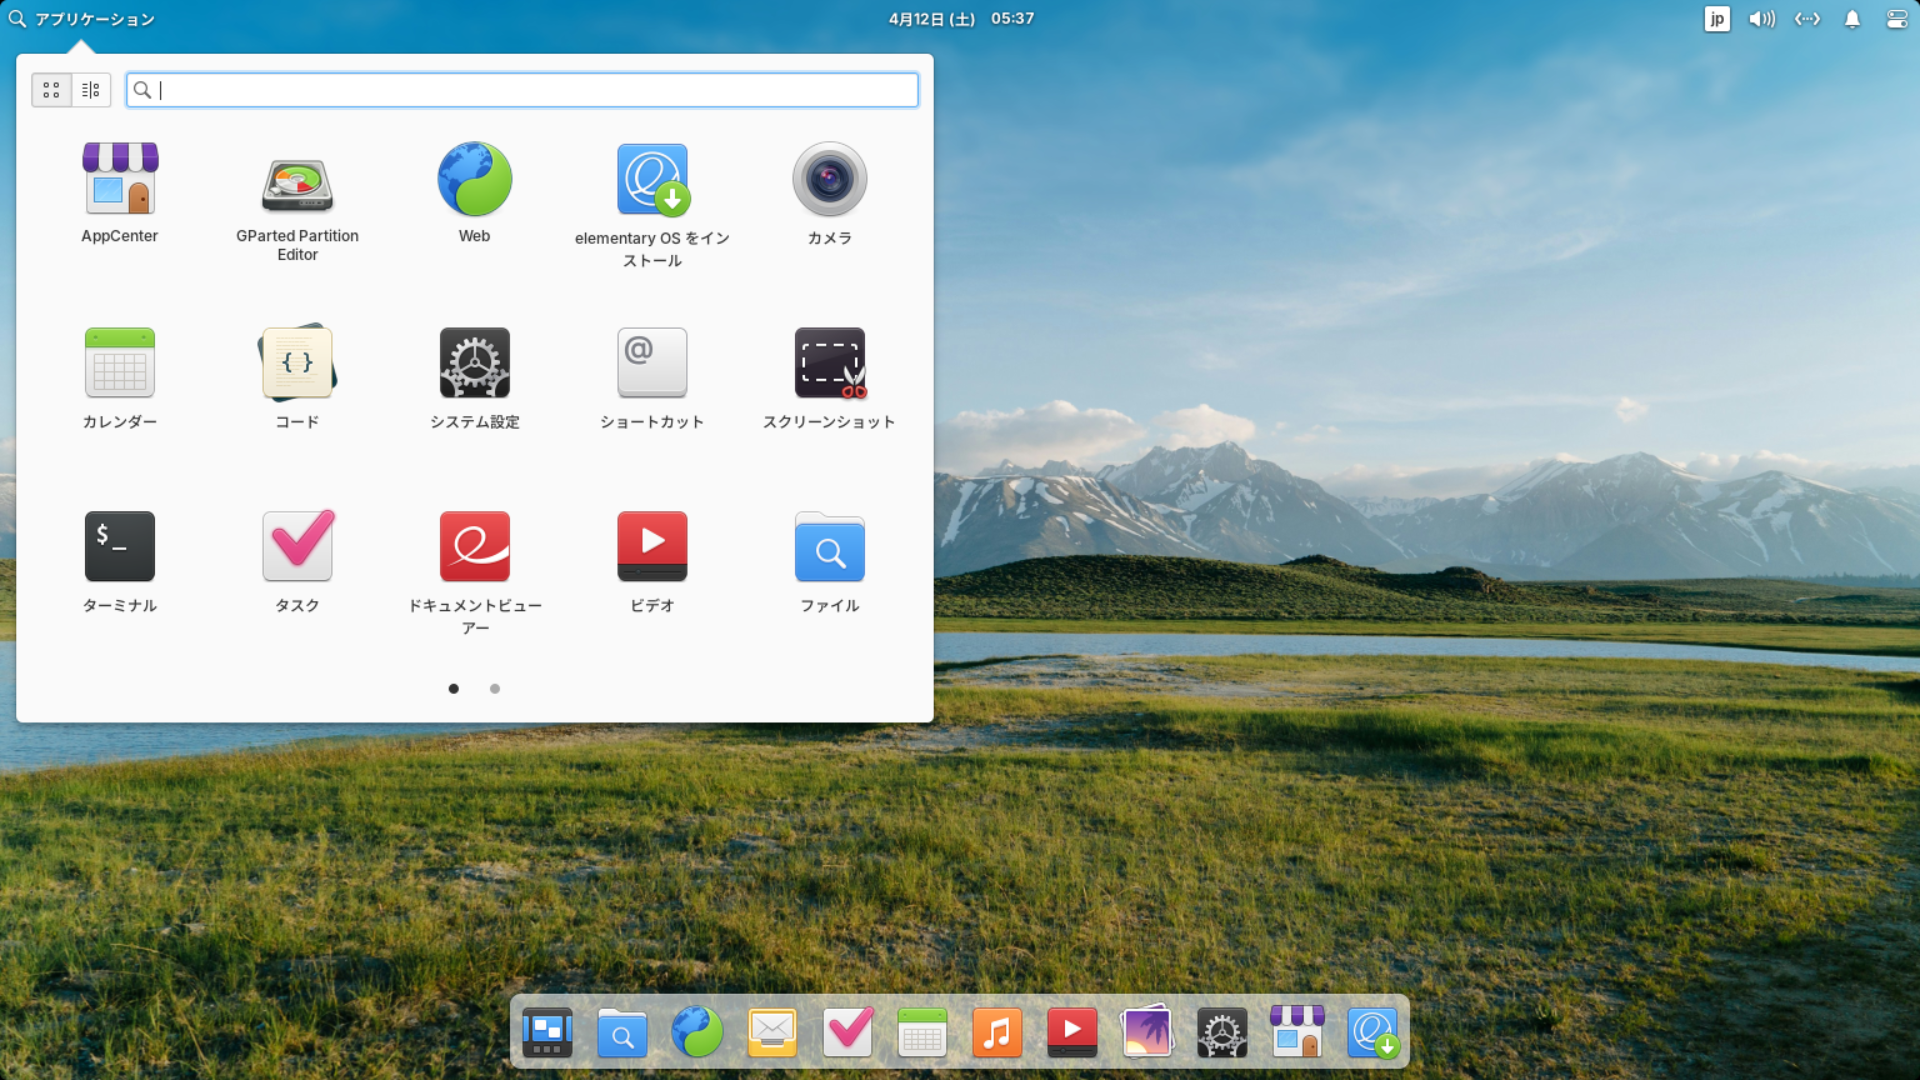 アプリケーション
4月12日 (土) 05:37
jp
AppCenter
GParted Partition
Editor
Web
elementary OS をイン
ストール
カメラ
カレンダー
コード
システム設定
ショートカット
スクリーンショット
ターミナル
タスク
ドキュメントビュー
アー
ビデオ
ファイル